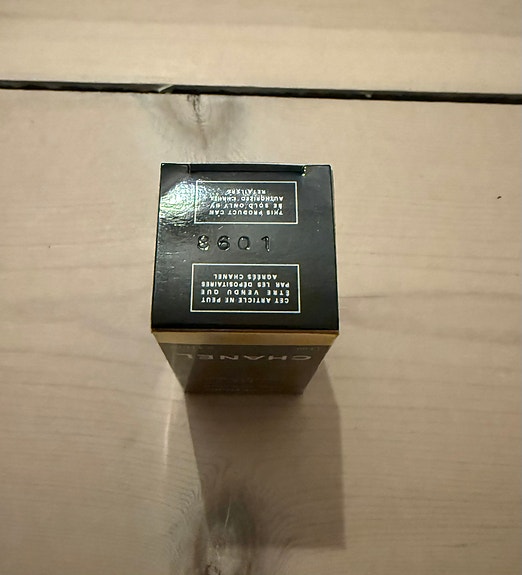 CHANEL
CET ARTICLE NE PEUT
ÊTRE VENDU QUE
PAR LES DÉPOSITAIRES
AGRÉÉS CHANEL
8601
THIS PRODUCT CAN
BE SOLD ONLY BY
AUTHORIZED CHANEL
RETAILERS